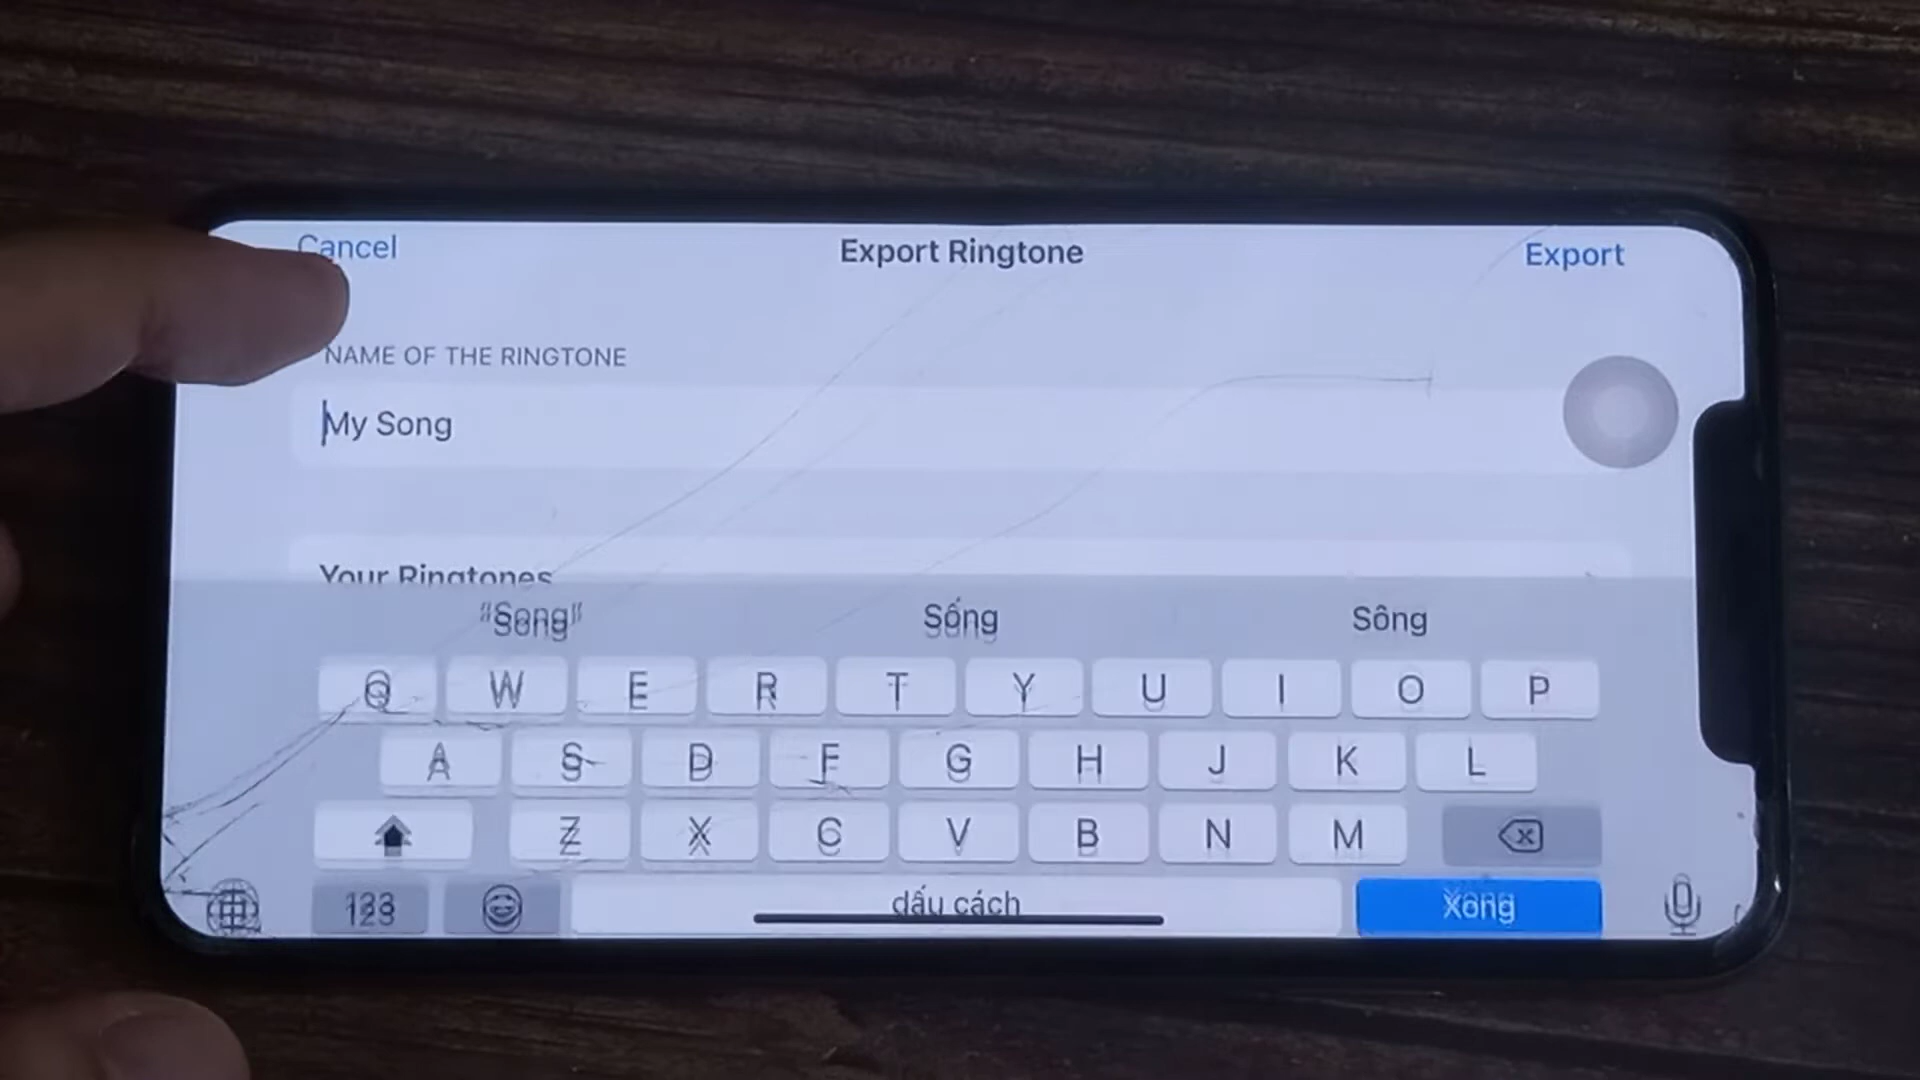 Cancel Export Ringtone Export
NAME OF THE RINGTONE
My Song
Your Ringtones
"Song" Sống Sông
Q W E R T Y U I O P
A S D F G H J K L
Z X C V B N M
123 dấu cách Xong